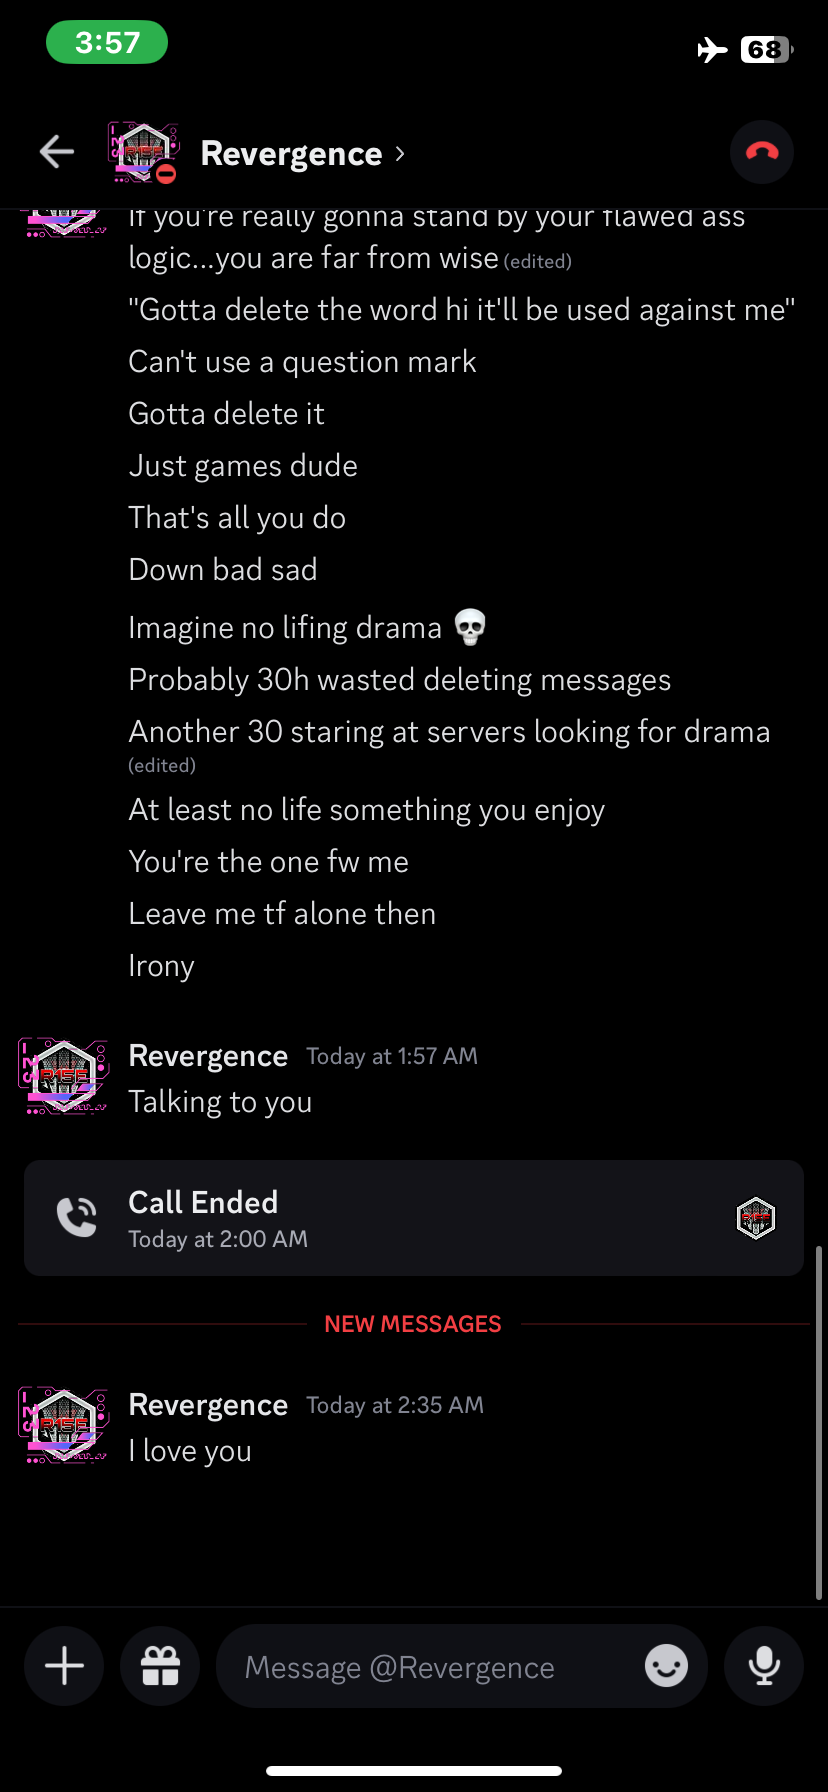 3:57
68
Revergence
If you're really gonna stand by your flawed ass
logic...you are far from wise (edited)
"Gotta delete the word hi it'll be used against me"
Can't use a question mark
Gotta delete it
Just games dude
That's all you do
Down bad sad
Imagine no lifing drama 💀
Probably 30h wasted deleting messages
Another 30 staring at servers looking for drama
(edited)
At least no life something you enjoy
You're the one fw me
Leave me tf alone then
Irony
Revergence Today at 1:57 AM
Talking to you
Call Ended
Today at 2:00 AM
NEW MESSAGES
Revergence Today at 2:35 AM
I love you
Message @Revergence